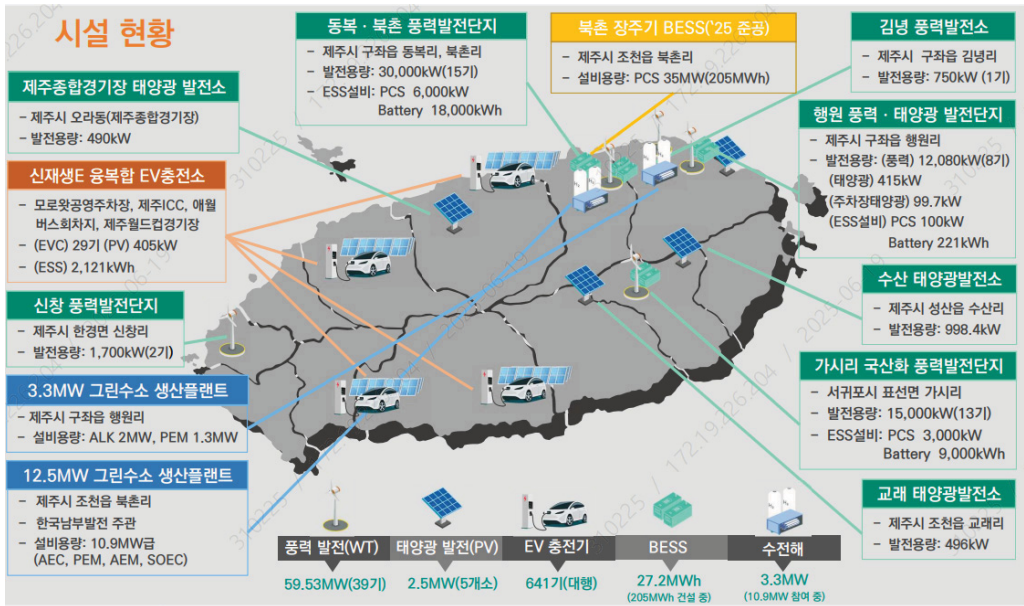 시설 현황
동복 · 북촌 풍력발전단지
- 제주시 구좌읍 동복리, 북촌리
- 발전용량: 30,000kW(15기)
- ESS설비: PCS 6,000kW
Battery 18,000kWh
북촌 장주기 BESS('25 준공)
- 제주시 조천읍 북촌리
- 설비용량: PCS 35MW(205MWh)
김녕 풍력발전소
- 제주시 구좌읍 김녕리
- 발전용량: 750kW (1기)
제주종합경기장 태양광 발전소
- 제주시 오라동(제주종합경기장)
- 발전용량: 490kW
행원 풍력 · 태양광 발전단지
- 제주시 구좌읍 행원리
- 발전용량: (풍력) 12,080kW(8기)
(태양광) 415kW
(주차장태양광) 99.7kW
(ESS설비) PCS 100kW
Battery 221kWh
신재생E 융복합 EV충전소
- 모로왓공영주차장, 제주ICC, 애월
버스회차지, 제주월드컵경기장
- (EVC) 29기 (PV) 405kW
- (ESS) 2,121kWh
수산 태양광발전소
- 제주시 성산읍 수산리
- 발전용량: 998.4kW
신창 풍력발전단지
- 제주시 한경면 신창리
- 발전용량: 1,700kW(2기)
가시리 국산화 풍력발전단지
- 서귀포시 표선면 가시리
- 발전용량: 15,000kW(13기)
- ESS설비: PCS 3,000kW
Battery 9,000kWh
3.3MW 그린수소 생산플랜트
- 제주시 구좌읍 행원리
- 설비용량: ALK 2MW, PEM 1.3MW
12.5MW 그린수소 생산플랜트
- 제주시 조천읍 북촌리
- 한국남부발전 주관
- 설비용량: 10.9MW급
(AEC, PEM, AEM, SOEC)
교래 태양광발전소
- 제주시 조천읍 교래리
- 발전용량: 496kW
풍력 발전(WT) 태양광 발전(PV) EV 충전기 BESS 수전해
59.53MW(39기) 2.5MW(5개소) 641기(대행) 27.2MWh 3.3MW
(205MWh 건설 중) (10.9MW 참여 중)